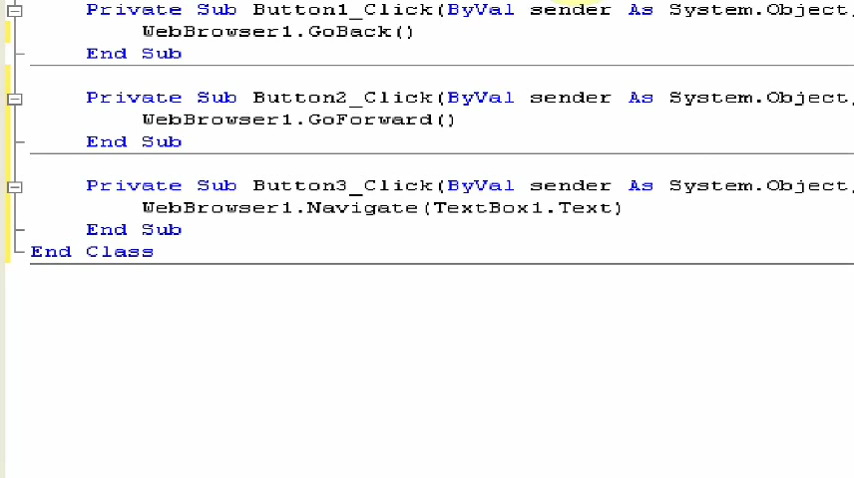 Private Sub Button1_Click(ByVal sender As System.Object,
WebBrowser1.GoBack()
End Sub
Private Sub Button2_Click(ByVal sender As System.Object,
WebBrowser1.GoForward()
End Sub
Private Sub Button3_Click(ByVal sender As System.Object,
WebBrowser1.Navigate(TextBox1.Text)
End Sub
End Class